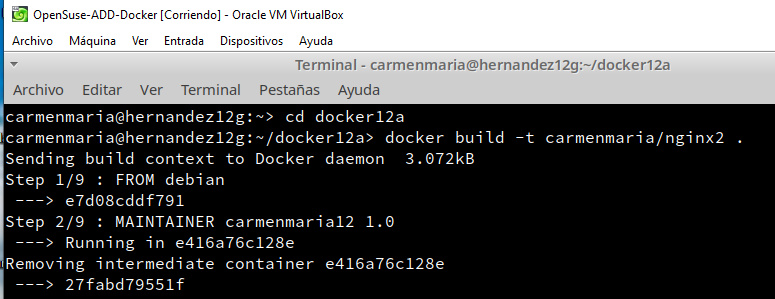 OpenSuse-ADD-Docker [Corriendo] - Oracle VM VirtualBox
Archivo Máquina Ver Entrada Dispositivos Ayuda
Terminal - carmenmaria@hernandez12g:~/docker12a
Archivo Editar Ver Terminal Pestañas Ayuda
carmenmaria@hernandez12g:~> cd docker12a
carmenmaria@hernandez12g:~/docker12a> docker build -t carmenmaria/nginx2 .
Sending build context to Docker daemon  3.072kB
Step 1/9 : FROM debian
 ---> e7d08cddf791
Step 2/9 : MAINTAINER carmenmaria12 1.0
 ---> Running in e416a76c128e
Removing intermediate container e416a76c128e
 ---> 27fabd79551f